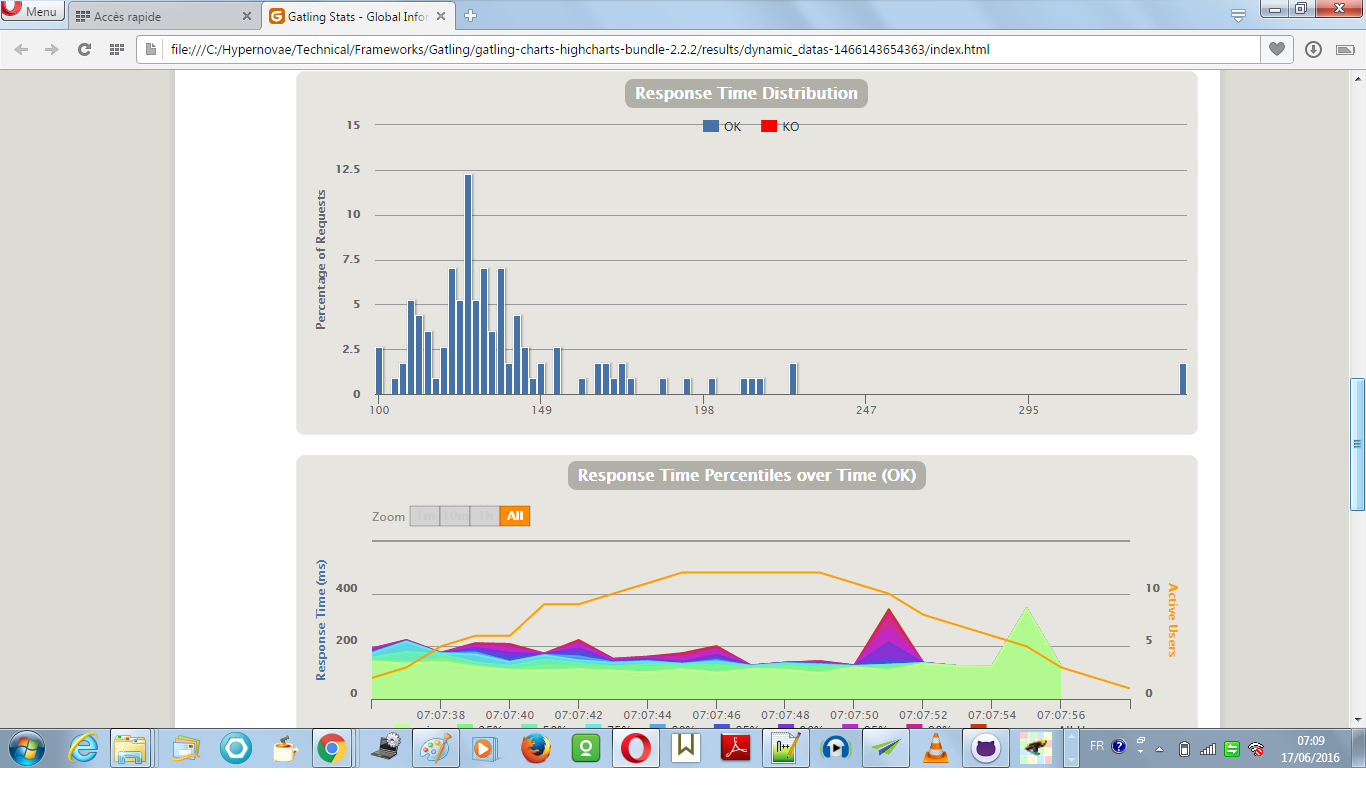 Menu
Accès rapide
Gatling Stats - Global Infor
file:///C:/Hypernovae/Technical/Frameworks/Gatling/gatling-charts-highcharts-bundle-2.2.2/results/dynamic_datas-1466143654363/index.html
Response Time Distribution
OK KO
Percentage of Requests
15
12.5
10
7.5
5
2.5
0
100 149 198 247 295
Response Time Percentiles over Time (OK)
Zoom 1m 10m 1h All
Response Time (ms)
400
200
0
10
5
0
Active Users
07:07:38 07:07:40 07:07:42 07:07:44 07:07:46 07:07:48 07:07:50 07:07:52 07:07:54 07:07:56
FR
07:09
17/06/2016